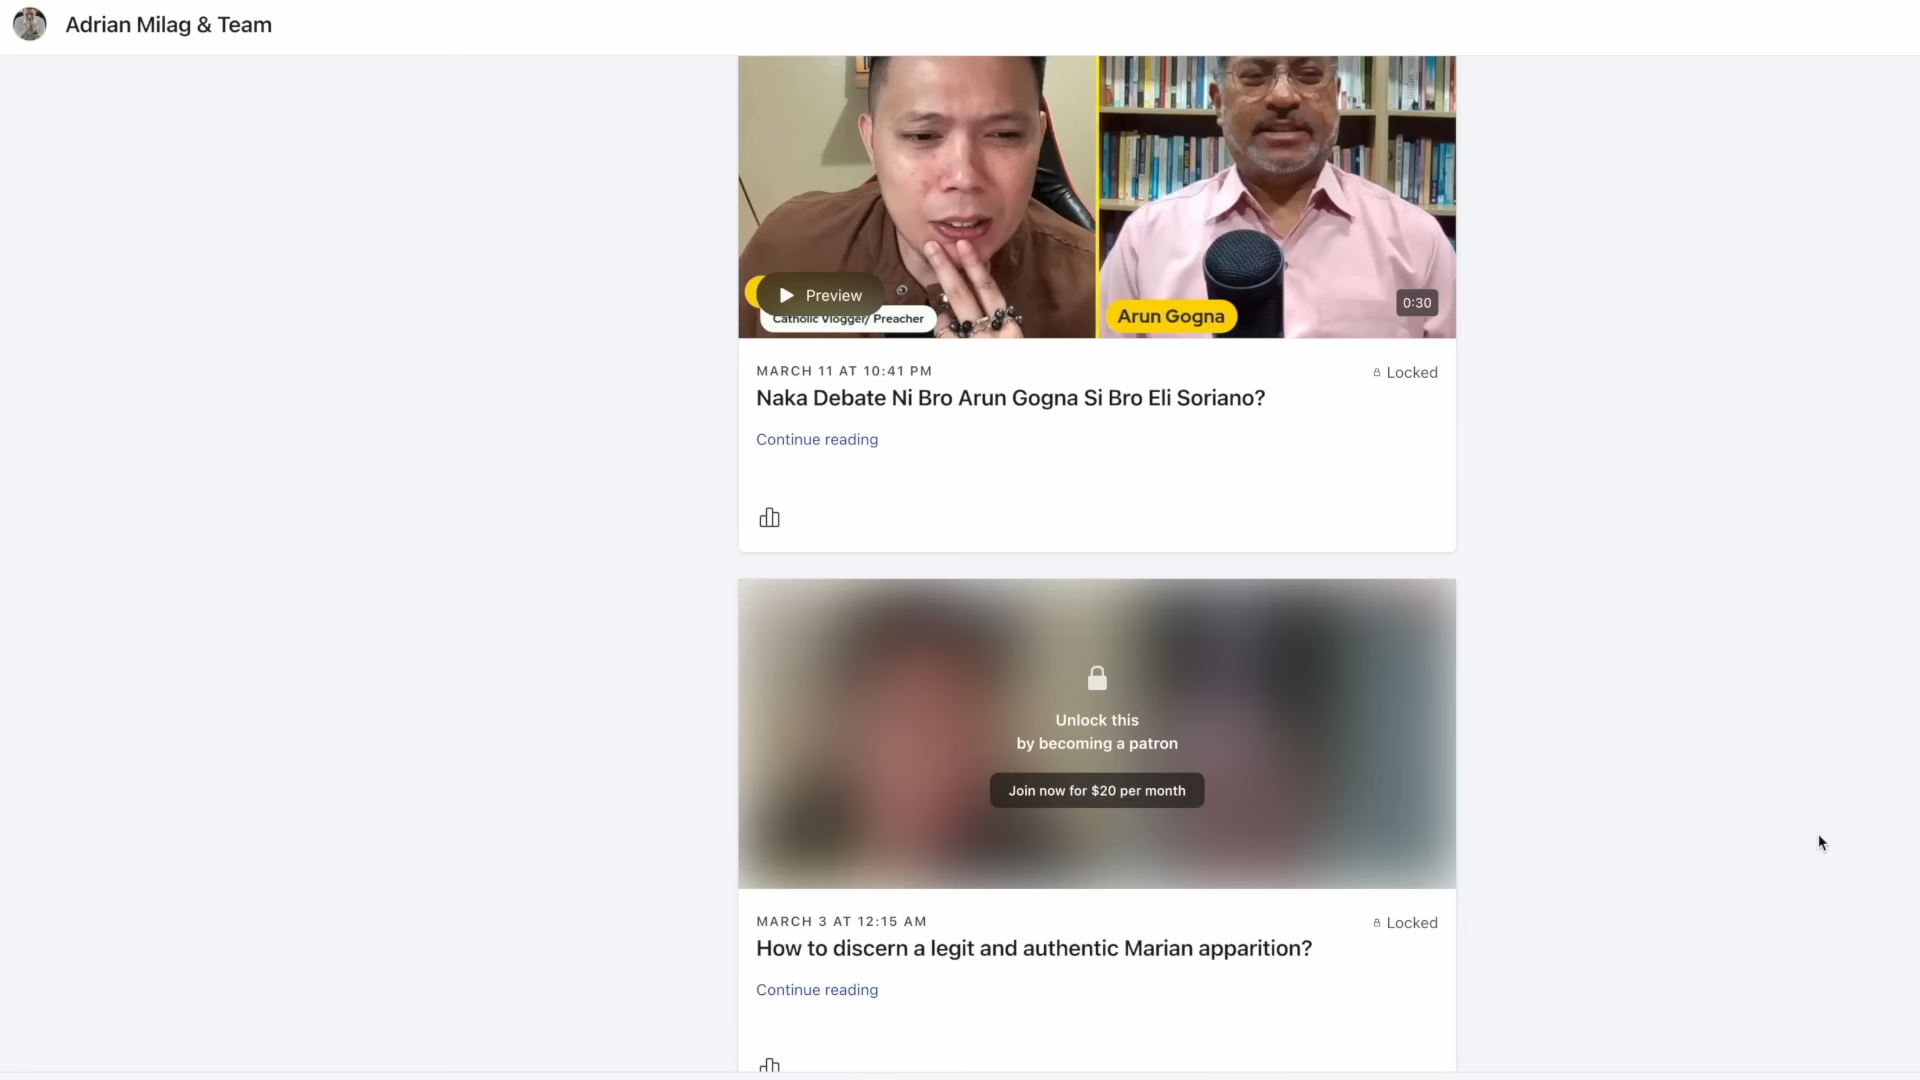 Adrian Milag & Team
Preview
Catholic Vlogger/ Preacher
Arun Gogna
0:30
MARCH 11 AT 10:41 PM
Locked
Naka Debate Ni Bro Arun Gogna Si Bro Eli Soriano?
Continue reading
Unlock this
by becoming a patron
Join now for $20 per month
MARCH 3 AT 12:15 AM
Locked
How to discern a legit and authentic Marian apparition?
Continue reading